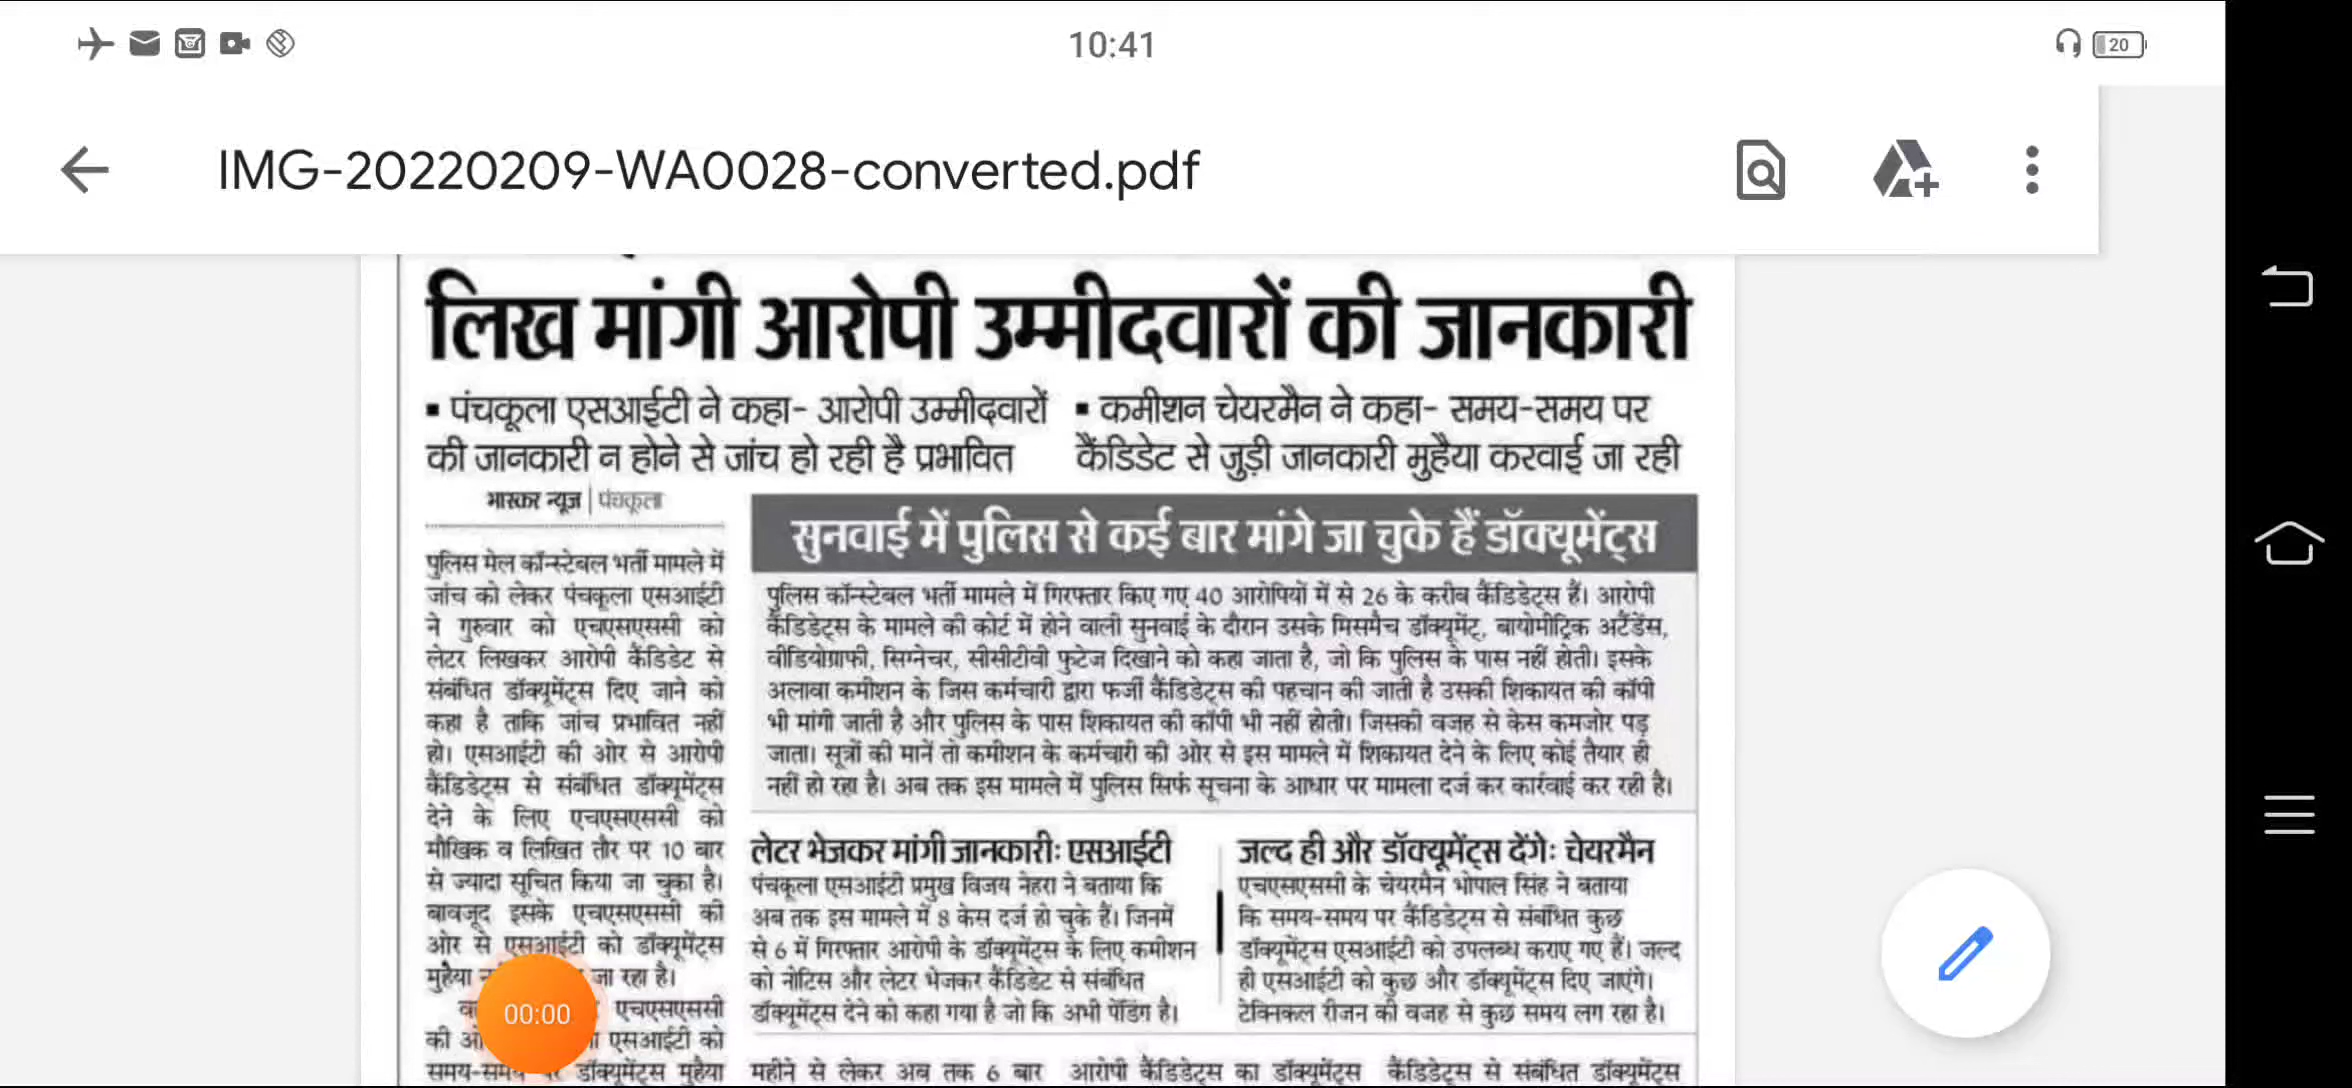 10:41
20
IMG-20220209-WA0028-converted.pdf
लिख मांगी आरोपी उम्मीदवारों की जानकारी
▪ पंचकूला एसआईटी ने कहा- आरोपी उम्मीदवारों
की जानकारी न होने से जांच हो रही है प्रभावित
▪ कमीशन चेयरमैन ने कहा- समय-समय पर
कैंडिडेट से जुड़ी जानकारी मुहैया करवाई जा रही
भास्कर न्यूज | पंचकूला
पुलिस मेल कॉन्स्टेबल भर्ती मामले में
जांच को लेकर पंचकूला एसआईटी
ने गुरुवार को एचएसएससी को
लेटर लिखकर आरोपी कैंडिडेट से
संबंधित डॉक्यूमेंट्स दिए जाने को
कहा है ताकि जांच प्रभावित नहीं
हो। एसआईटी की ओर से आरोपी
कैंडिडेट्स से संबंधित डॉक्यूमेंट्स
देने के लिए एचएसएससी को
मौखिक व लिखित तौर पर 10 बार
से ज्यादा सूचित किया जा चुका है।
बावजूद इसके एचएसएससी की
ओर से एसआईटी को डॉक्यूमेंट्स
मुहैया जा रहा है।
एचएसएससी
की एसआईटी को
समय-समय पर डॉक्यूमेंट्स मुहैया
00:00
सुनवाई में पुलिस से कई बार मांगे जा चुके हैं डॉक्यूमेंट्स
पुलिस कॉन्स्टेबल भर्ती मामले में गिरफ्तार किए गए 40 आरोपियों में से 26 के करीब कैंडिडेट्स हैं। आरोपी
कैंडिडेट्स के मामले की कोर्ट में होने वाली सुनवाई के दौरान उसके मिसमैच डॉक्यूमेंट, बायोमीट्रिक अटैंडेंस,
वीडियोग्राफी, सिग्नेचर, सीसीटीवी फुटेज दिखाने को कहा जाता है, जो कि पुलिस के पास नहीं होती। इसके
अलावा कमीशन के जिस कर्मचारी द्वारा फर्जी कैंडिडेट्स की पहचान की जाती है उसकी शिकायत की कॉपी
भी मांगी जाती है और पुलिस के पास शिकायत की कॉपी भी नहीं होती। जिसकी वजह से केस कमजोर पड़
जाता। सूत्रों की मानें तो कमीशन के कर्मचारी की ओर से इस मामले में शिकायत देने के लिए कोई तैयार ही
नहीं हो रहा है। अब तक इस मामले में पुलिस सिर्फ सूचना के आधार पर मामला दर्ज कर कार्रवाई कर रही है।
लेटर भेजकर मांगी जानकारीः एसआईटी
पंचकूला एसआईटी प्रमुख विजय नेहरा ने बताया कि
अब तक इस मामले में 8 केस दर्ज हो चुके हैं। जिनमें
से 6 में गिरफ्तार आरोपी के डॉक्यूमेंट्स के लिए कमीशन
को नोटिस और लेटर भेजकर कैंडिडेट से संबंधित
डॉक्यूमेंट्स देने को कहा गया है जो कि अभी पेंडिंग है।
जल्द ही और डॉक्यूमेंट्स देंगेः चेयरमैन
एचएसएससी के चेयरमैन भोपाल सिंह ने बताया
कि समय-समय पर कैंडिडेट्स से संबंधित कुछ
डॉक्यूमेंट्स एसआईटी को उपलब्ध कराए गए हैं। जल्द
ही एसआईटी को कुछ और डॉक्यूमेंट्स दिए जाएंगे।
टेक्निकल रीजन की वजह से कुछ समय लग रहा है।
महीने से लेकर अब तक 6 बार
आरोपी कैंडिडेट्स का डॉक्यूमेंट्स
कैंडिडेट्स से संबंधित डॉक्यूमेंट्स